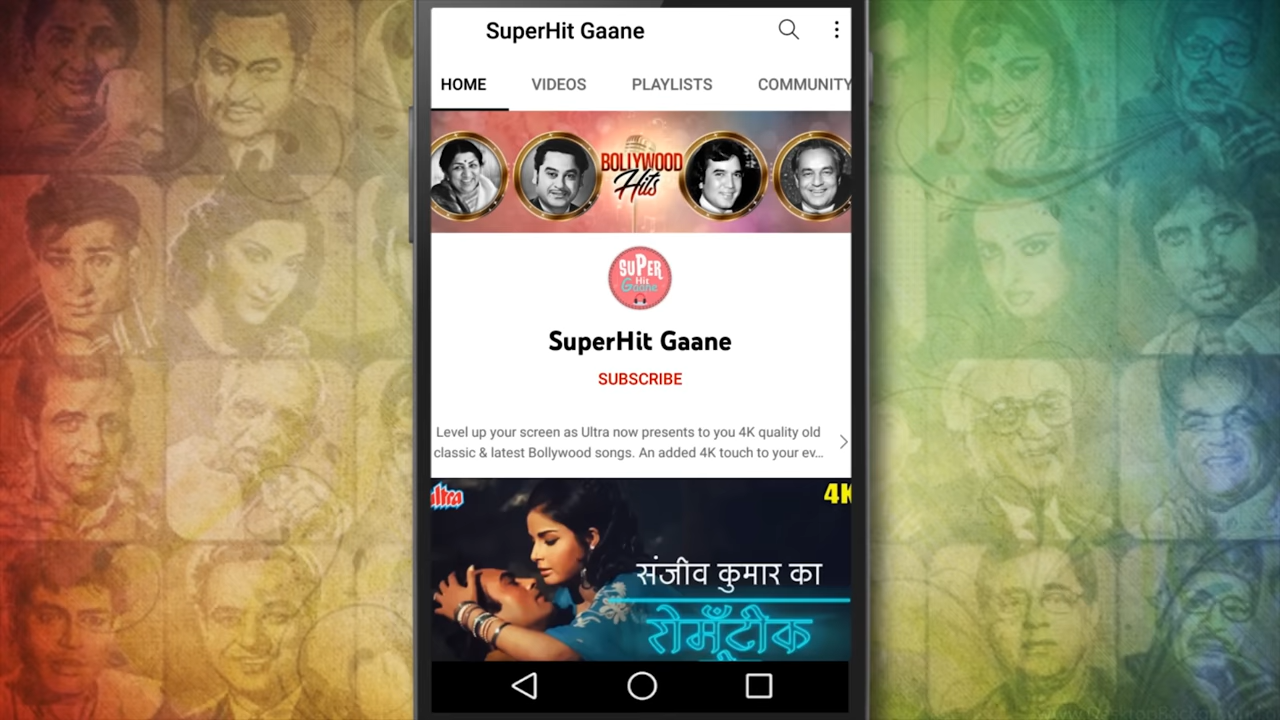 SuperHit Gaane
HOME VIDEOS PLAYLISTS COMMUNITY
BOLLYWOOD
Hits
SUPER
Hit
Gaane
SuperHit Gaane
SUBSCRIBE
Level up your screen as Ultra now presents to you 4K quality old
classic & latest Bollywood songs. An added 4K touch to your ev...
ultra 4K
संजीव कुमार का
रोमँटीक